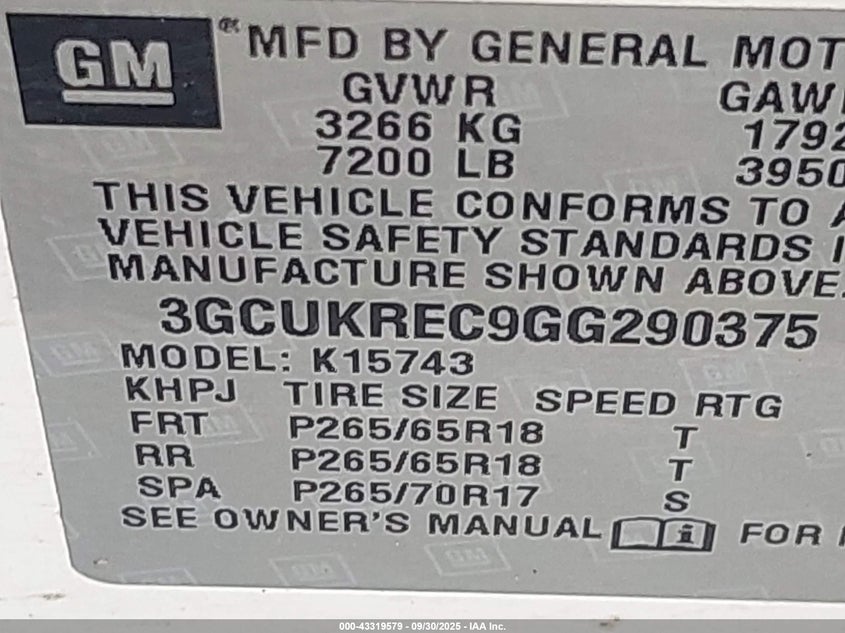 GM ® MFD BY GENERAL MOT
GVWR GAW
3266 KG 1792
7200 LB 3950
THIS VEHICLE CONFORMS TO A
VEHICLE SAFETY STANDARDS I
MANUFACTURE SHOWN ABOVE.
3GCUKREC9GG290375
MODEL: K15743
KHPJ TIRE SIZE SPEED RTG
FRT P265/65R18 T
RR P265/65R18 T
SPA P265/70R17 S
SEE OWNER'S MANUAL i FOR
000-43319579 - 09/30/2025 - IAA Inc.